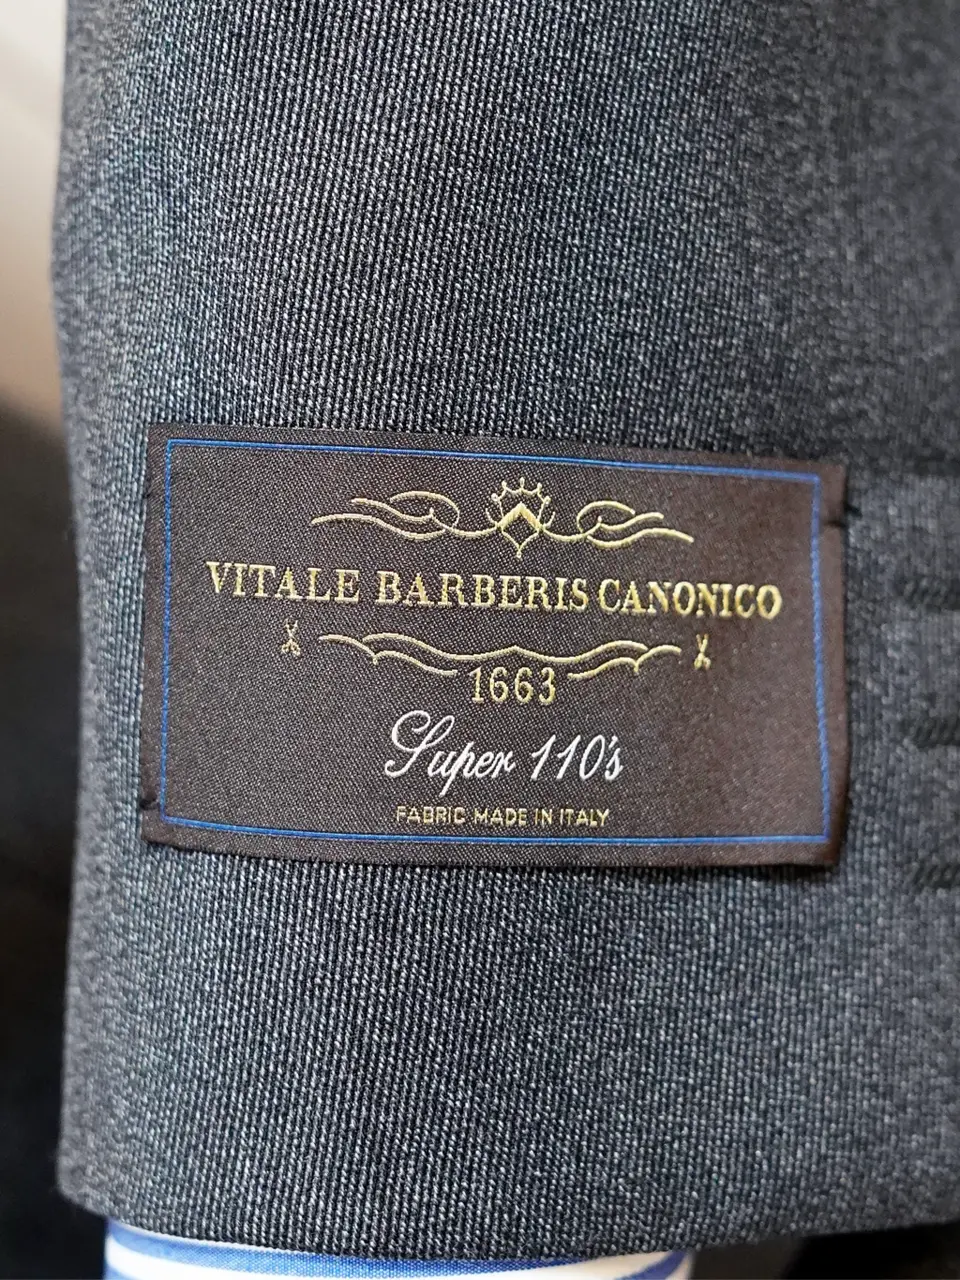 VITALE BARBERIS CANONICO
1663
Super 110's
FABRIC MADE IN ITALY